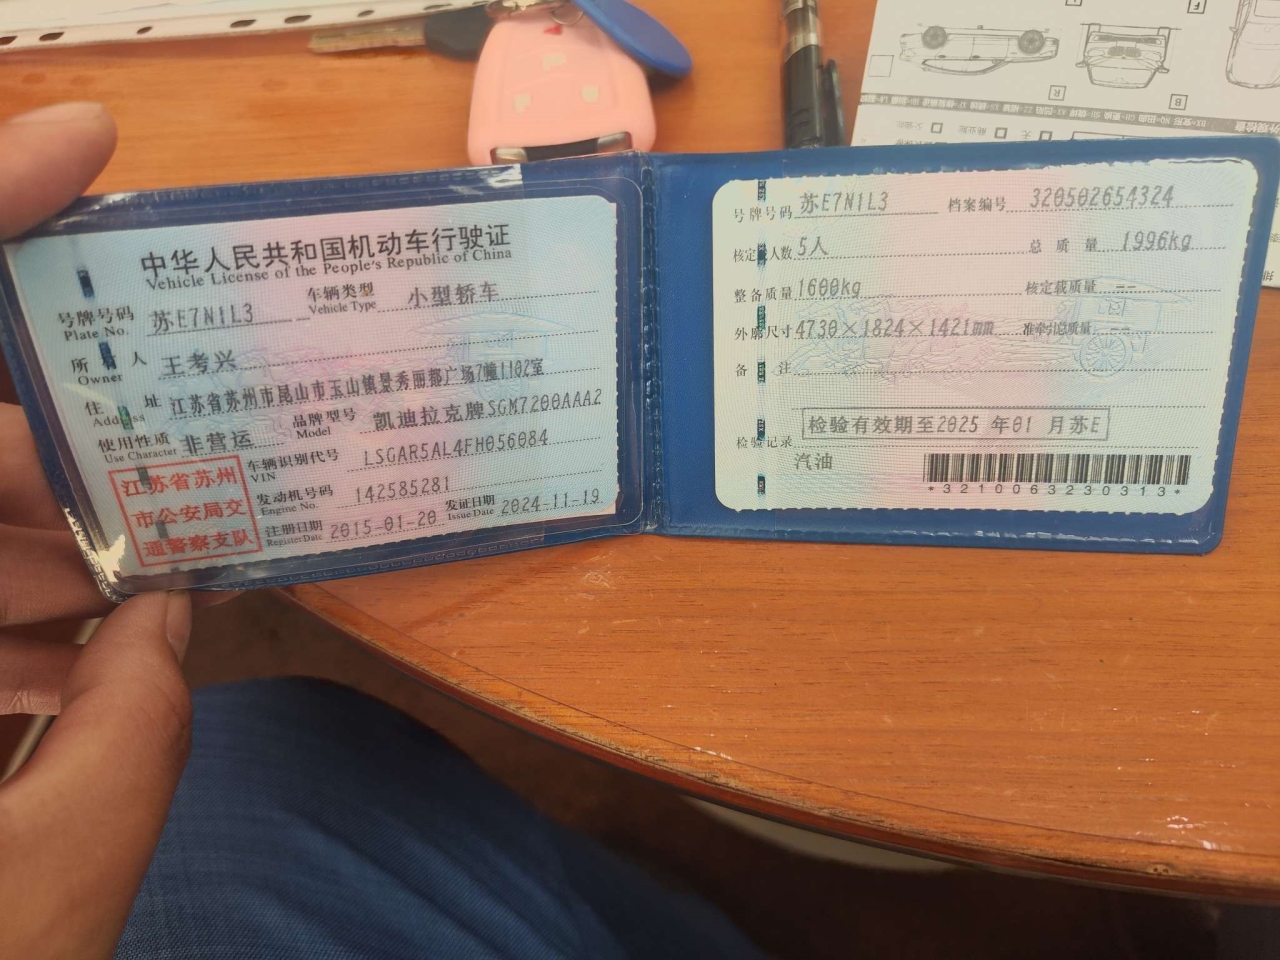 中华人民共和国机动车行驶证
Vehicle License of the People's Republic of China
号牌号码 苏E7N1L3 车辆类型 小型轿车
Plate No. Vehicle Type
所有人 王考兴
Owner
住址 江苏省苏州市昆山市玉山镇景秀丽都广场7幢1102室
Address
使用性质 非营运 品牌型号 凯迪拉克牌SGM7200AAA2
Use Character Model
江苏省苏州
市公安局交
通警察支队
车辆识别代号 LSGAR5AL4FH056084
VIN
发动机号码 142585281
Engine No.
注册日期 2015-01-20 发证日期 2024-11-19
Register Date Issue Date
号牌号码 苏E7N1L3 档案编号 320502654324
核定载人数 5人 总质量 1996kg
整备质量 1600kg 核定载质量 --
外廓尺寸 4730×1824×1421mm 准牵引总质量 --
备注
检验有效期至2025 年01 月苏E
检验记录
汽油
*3210063230313*